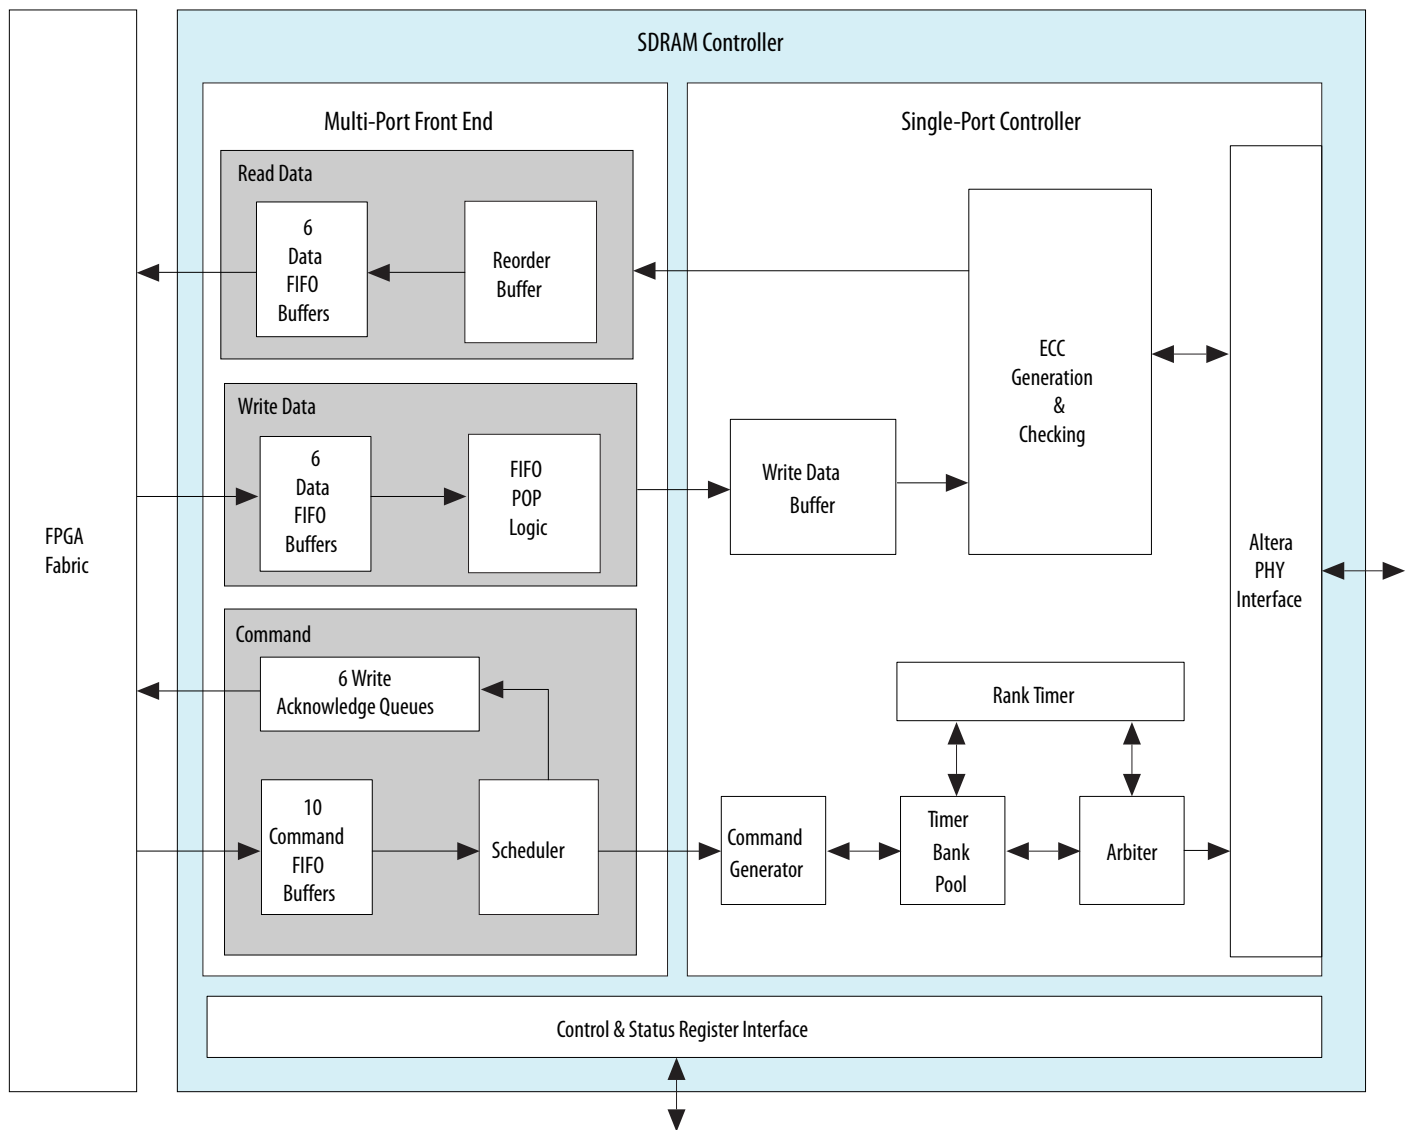 SDRAM Controller
Multi-Port Front End
Single-Port Controller
Read Data
6
Data
FIFO
Buffers
Reorder
Buffer
ECC
Generation
&
Checking
Write Data
6
Data
FIFO
Buffers
FIFO
POP
Logic
Write Data
Buffer
FPGA
Fabric
Altera
PHY
Interface
Command
6 Write
Acknowledge Queues
Rank Timer
10
Command
FIFO
Buffers
Scheduler
Command
Generator
Timer
Bank
Pool
Arbiter
Control & Status Register Interface